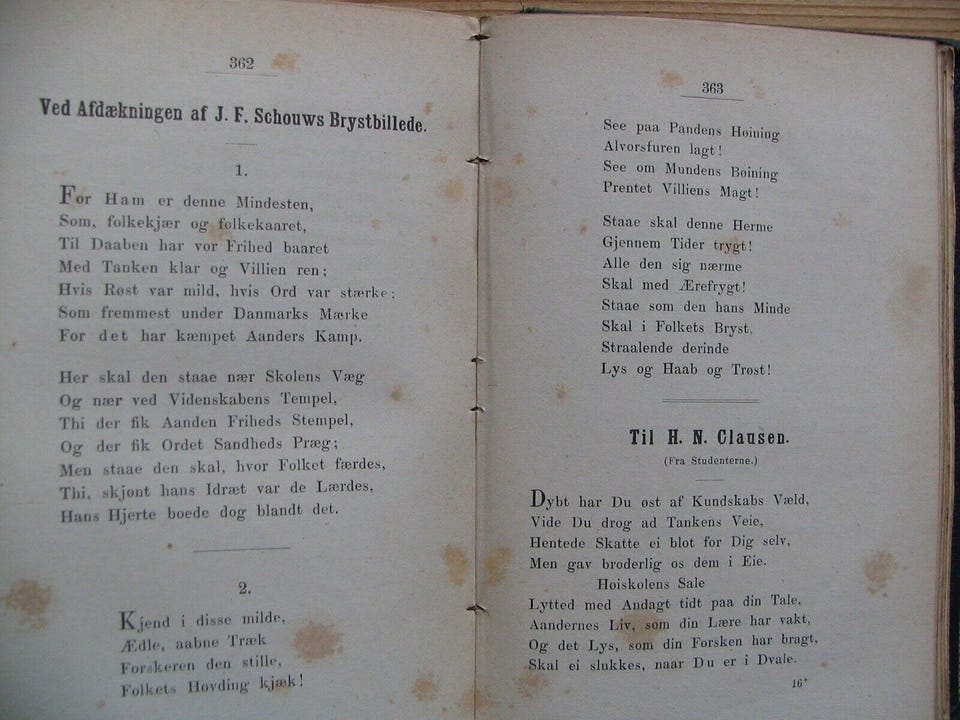 362
Ved Afdækningen af J. F. Schouws Brystbillede.
1.
For Ham er denne Mindesten,
Som, folkekjær og folkekaaret,
Til Daaben har vor Frihed baaret
Med Tanken klar og Villien ren;
Hvis Røst var mild, hvis Ord var stærke;
Som fremmest under Danmarks Mærke
For det har kæmpet Aanders Kamp.
Her skal den staae nær Skolens Væg
Og nær ved Videnskabens Tempel,
Thi der fik Aanden Friheds Stempel,
Og der fik Ordet Sandheds Præg;
Men staae den skal, hvor Folket færdes,
Thi, skjønt hans Idræt var de Lærdes,
Hans Hjerte boede dog blandt det.
2.
Kjend i disse milde,
Ædle, aabne Træk
Forskeren den stille,
Folkets Høvding kjæk!
363
See paa Pandens Høining
Alvorsfuren lagt!
See om Mundens Bøining
Prentet Villiens Magt!
Staae skal denne Herme
Gjennem Tider trygt!
Alle den sig nærme
Skal med Ærefrygt!
Staae som den hans Minde
Skal i Folkets Bryst,
Straalende derinde
Lys og Haab og Trøst!
Til H. N. Clausen.
(Fra Studenterne.)
Dybt har Du øst af Kundskabs Væld,
Vide Du drog ad Tankens Veie,
Hentede Skatte ei blot for Dig selv,
Men gav broderlig os dem i Eie.
Høiskolens Sale
Lytted med Andagt tidt paa din Tale,
Aandernes Liv, som din Lære har vakt,
Og det Lys, som din Forsken har bragt,
Skal ei slukkes, naar Du er i Dvale.
16*